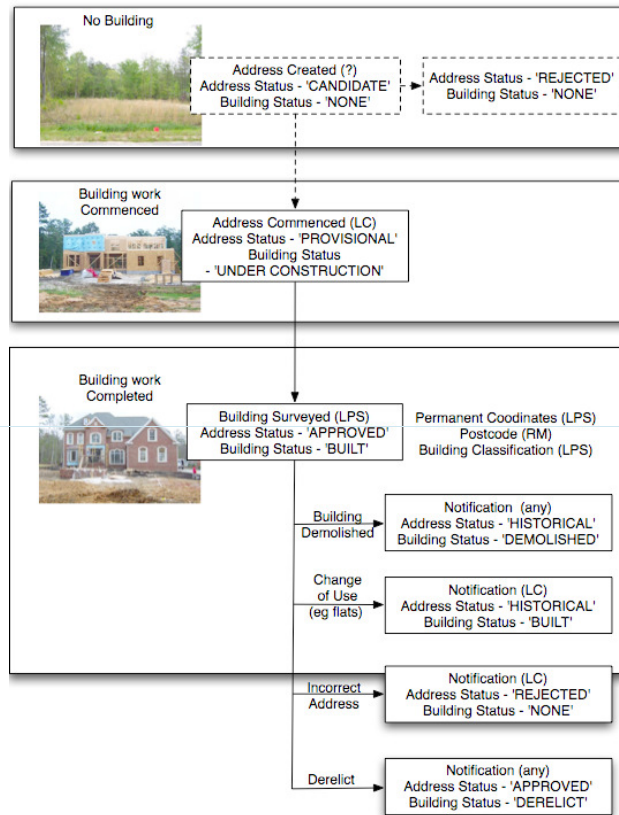 No Building
Address Created (?)
Address Status - 'CANDIDATE'
Building Status - 'NONE'
Address Status - 'REJECTED'
Building Status - 'NONE'
Building work
Commenced
Address Commenced (LC)
Address Status - 'PROVISIONAL'
Building Status
- 'UNDER CONSTRUCTION'
Building work
Completed
Building Surveyed (LPS)
Address Status - 'APPROVED'
Building Status - 'BUILT'
Permanent Coodinates (LPS)
Postcode (RM)
Building Classification (LPS)
Building
Demolished
Notification (any)
Address Status - 'HISTORICAL'
Building Status - 'DEMOLISHED'
Change
of Use
(eg flats)
Notification (LC)
Address Status - 'HISTORICAL'
Building Status - 'BUILT'
Incorrect
Address
Notification (LC)
Address Status - 'REJECTED'
Building Status - 'NONE'
Derelict
Notification (any)
Address Status - 'APPROVED'
Building Status - 'DERELICT'